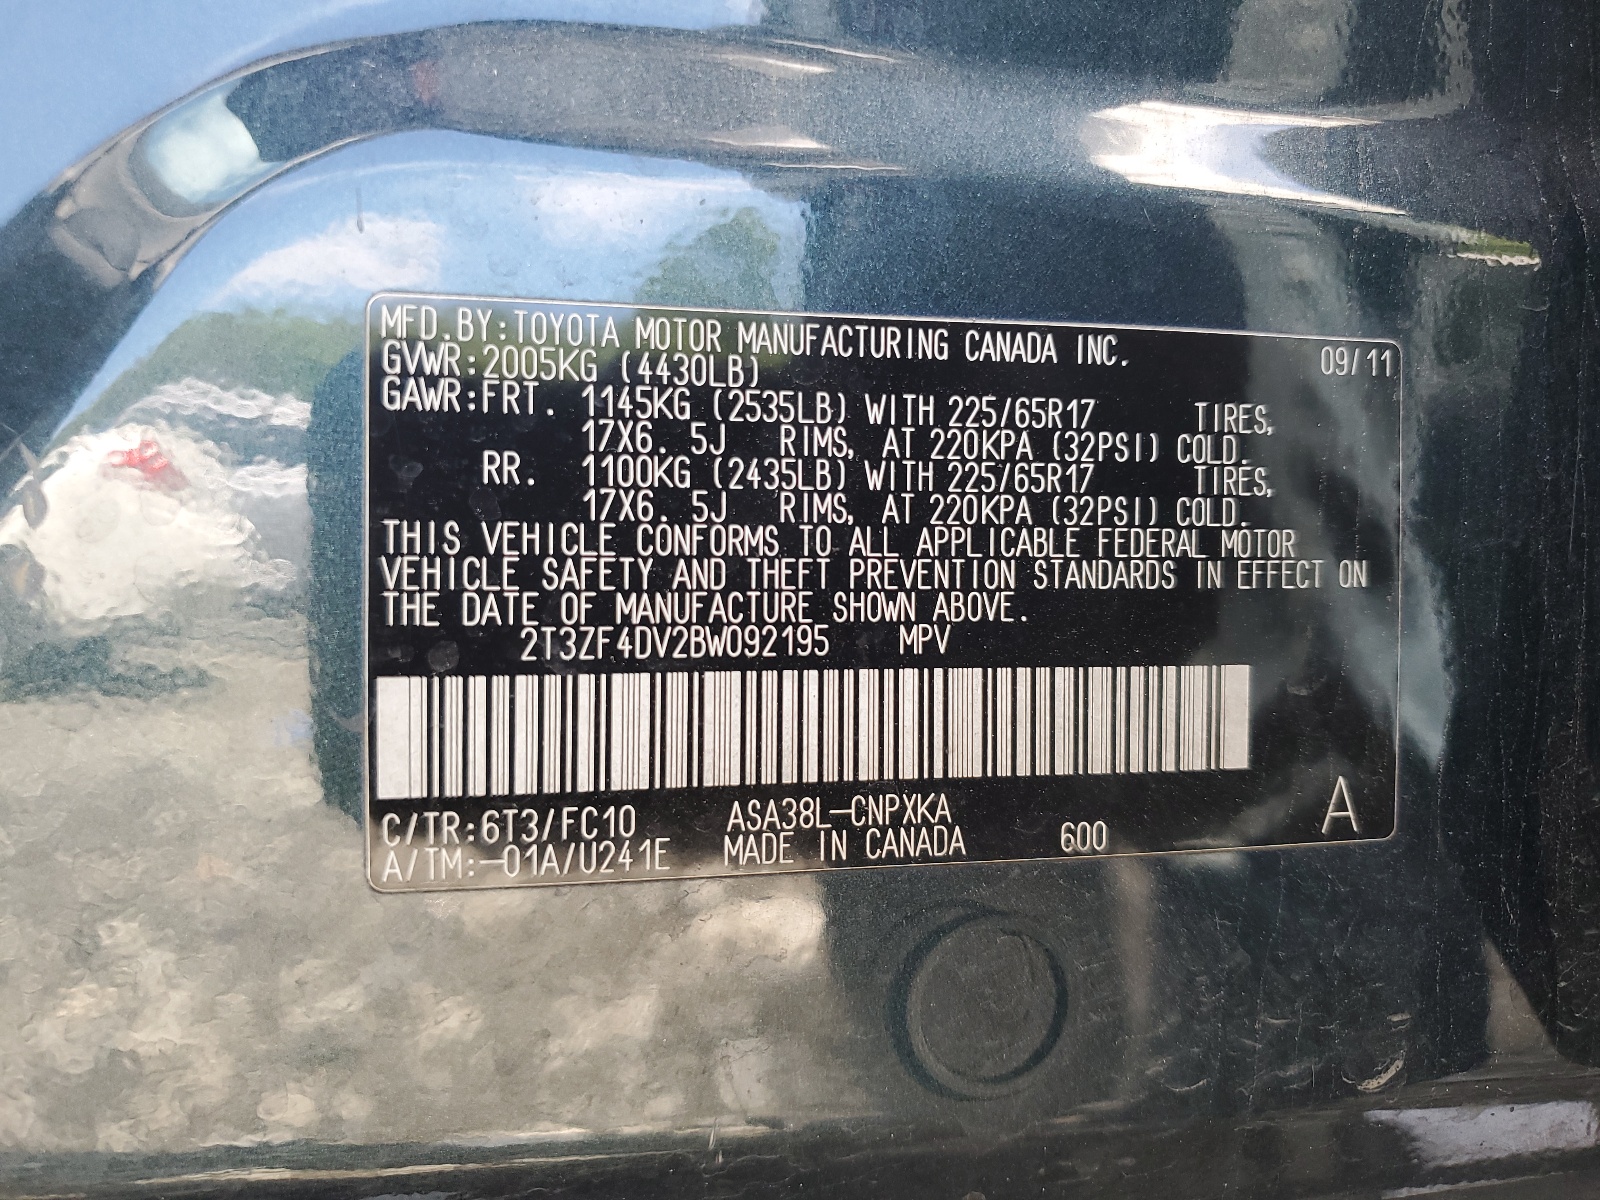 MFD.BY:TOYOTA MOTOR MANUFACTURING CANADA INC. 09/11
GVWR:2005KG (4430LB)
GAWR:FRT. 1145KG (2535LB) WITH 225/65R17 TIRES,
17X6. 5J RIMS, AT 220KPA (32PSI) COLD.
RR. 1100KG (2435LB) WITH 225/65R17 TIRES,
17X6. 5J RIMS, AT 220KPA (32PSI) COLD.
THIS VEHICLE CONFORMS TO ALL APPLICABLE FEDERAL MOTOR
VEHICLE SAFETY AND THEFT PREVENTION STANDARDS IN EFFECT ON
THE DATE OF MANUFACTURE SHOWN ABOVE.
2T3ZF4DV2BW092195 MPV
C/TR:6T3/FC10 ASA38L-CNPXKA A
A/TM:-01A/U241E MADE IN CANADA 600